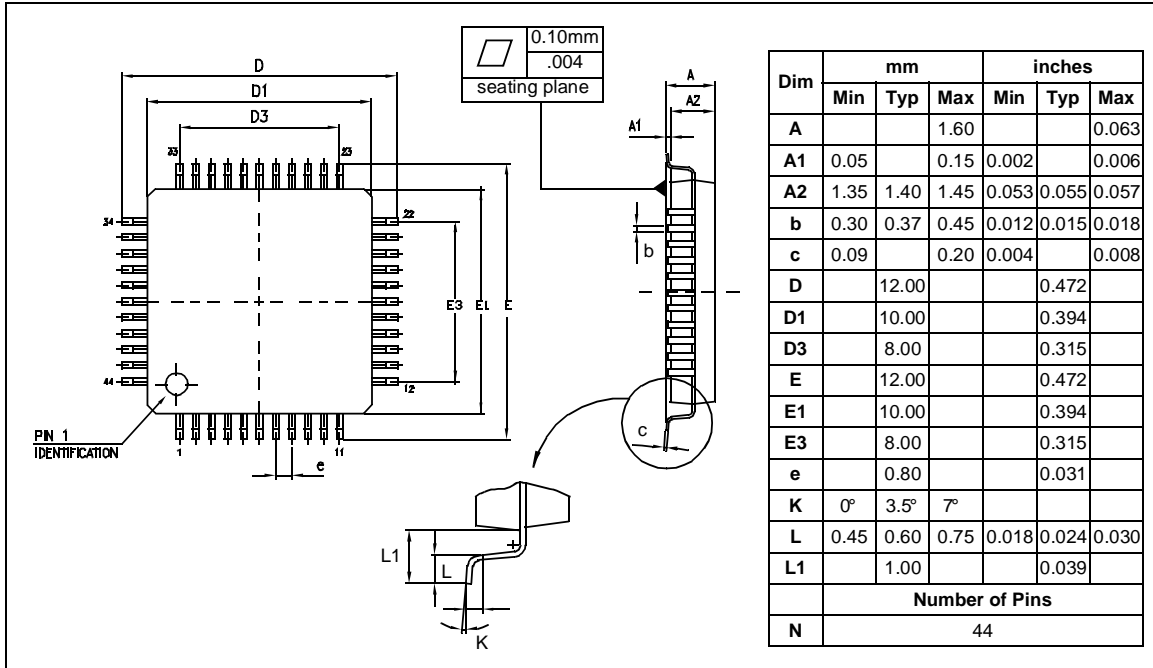 0.10mm
.004
seating plane
D
D1
D3
33
23
34
22
E3
E1
E
44
12
PIN 1
IDENTIFICATION
1
11
e
A
A2
A1
b
c
L1
L
K
Dim mm inches
Min Typ Max Min Typ Max
A 1.60 0.063
A1 0.05 0.15 0.002 0.006
A2 1.35 1.40 1.45 0.053 0.055 0.057
b 0.30 0.37 0.45 0.012 0.015 0.018
c 0.09 0.20 0.004 0.008
D 12.00 0.472
D1 10.00 0.394
D3 8.00 0.315
E 12.00 0.472
E1 10.00 0.394
E3 8.00 0.315
e 0.80 0.031
K 0° 3.5° 7°
L 0.45 0.60 0.75 0.018 0.024 0.030
L1 1.00 0.039
Number of Pins
N 44